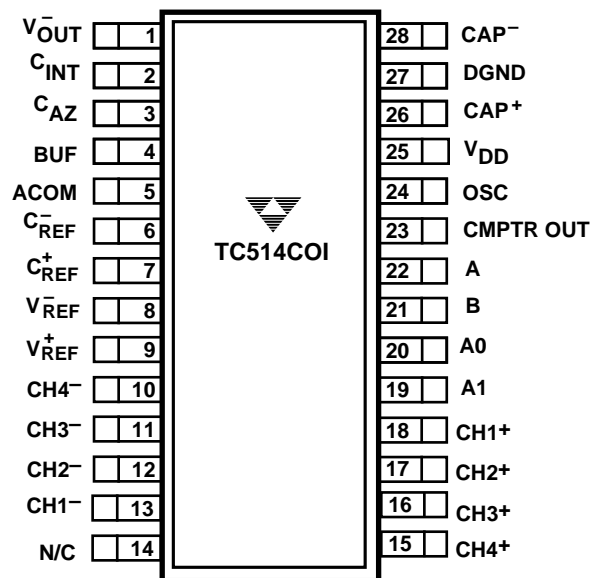 V⁻OUT 1 28 CAP⁻
CINT 2 27 DGND
CAZ 3 26 CAP⁺
BUF 4 25 VDD
ACOM 5 24 OSC
C⁻REF 6 23 CMPTR OUT
C⁺REF 7 22 A
V⁻REF 8 21 B
V⁺REF 9 20 A0
CH4⁻ 10 19 A1
CH3⁻ 11 18 CH1⁺
CH2⁻ 12 17 CH2⁺
CH1⁻ 13 16 CH3⁺
N/C 14 15 CH4⁺
TC514COI